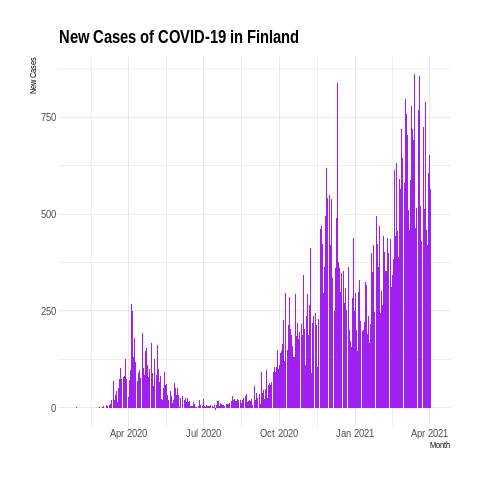 New Cases of COVID-19 in Finland
New Cases
750
500
250
0
Apr 2020 Jul 2020 Oct 2020 Jan 2021 Apr 2021
Month